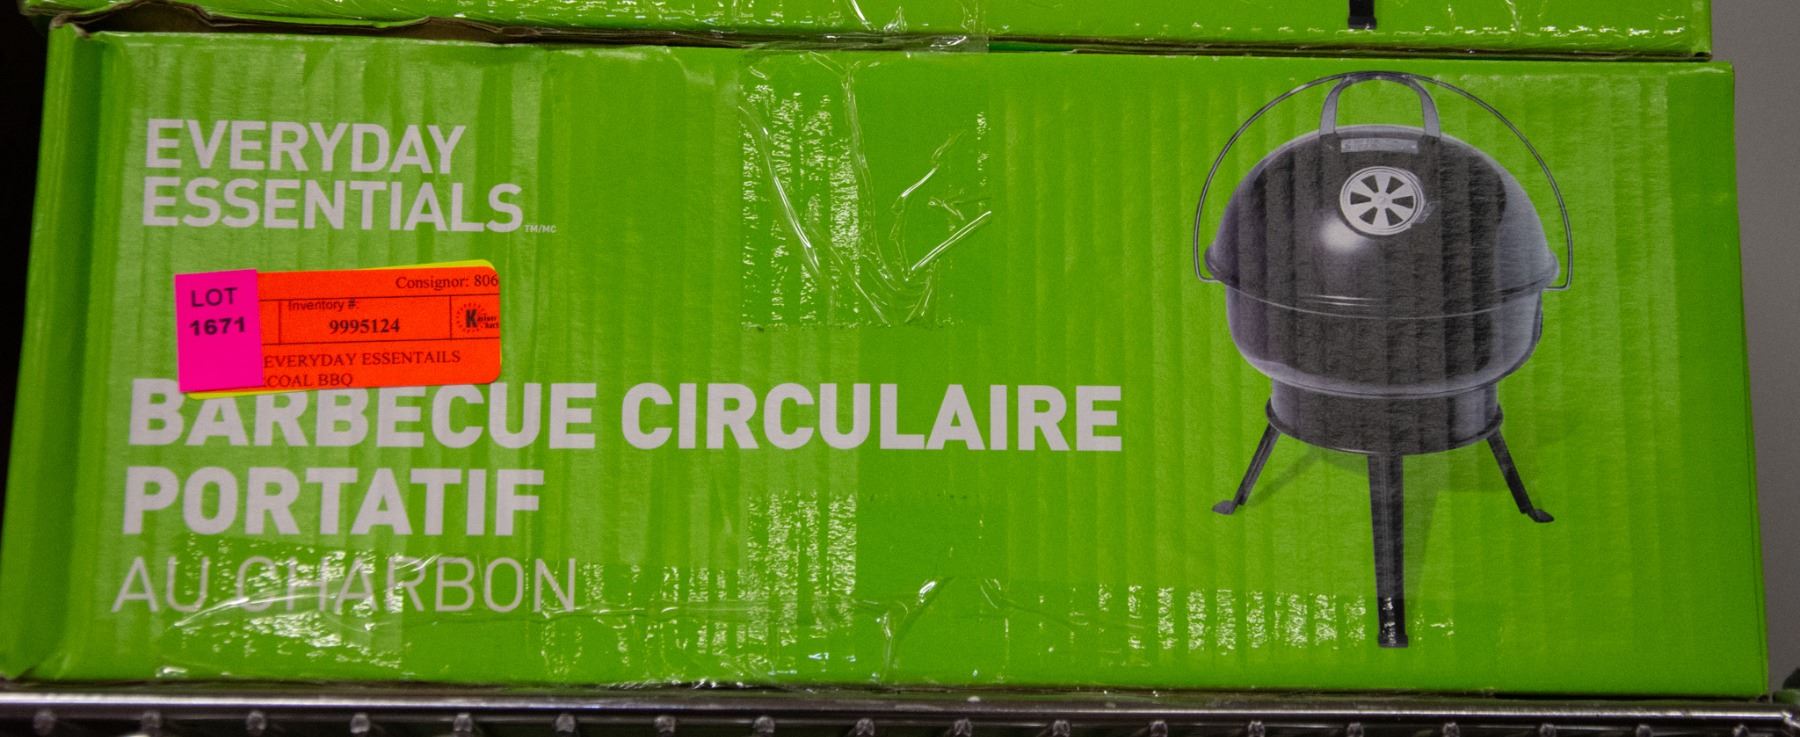 EVERYDAY
ESSENTIALS TM/MC
Consignor: 806
LOT
1671
Inventory #:
9995124
EVERYDAY ESSENTAILS
COAL BBQ
BARBECUE CIRCULAIRE
PORTATIF
AU CHARBON